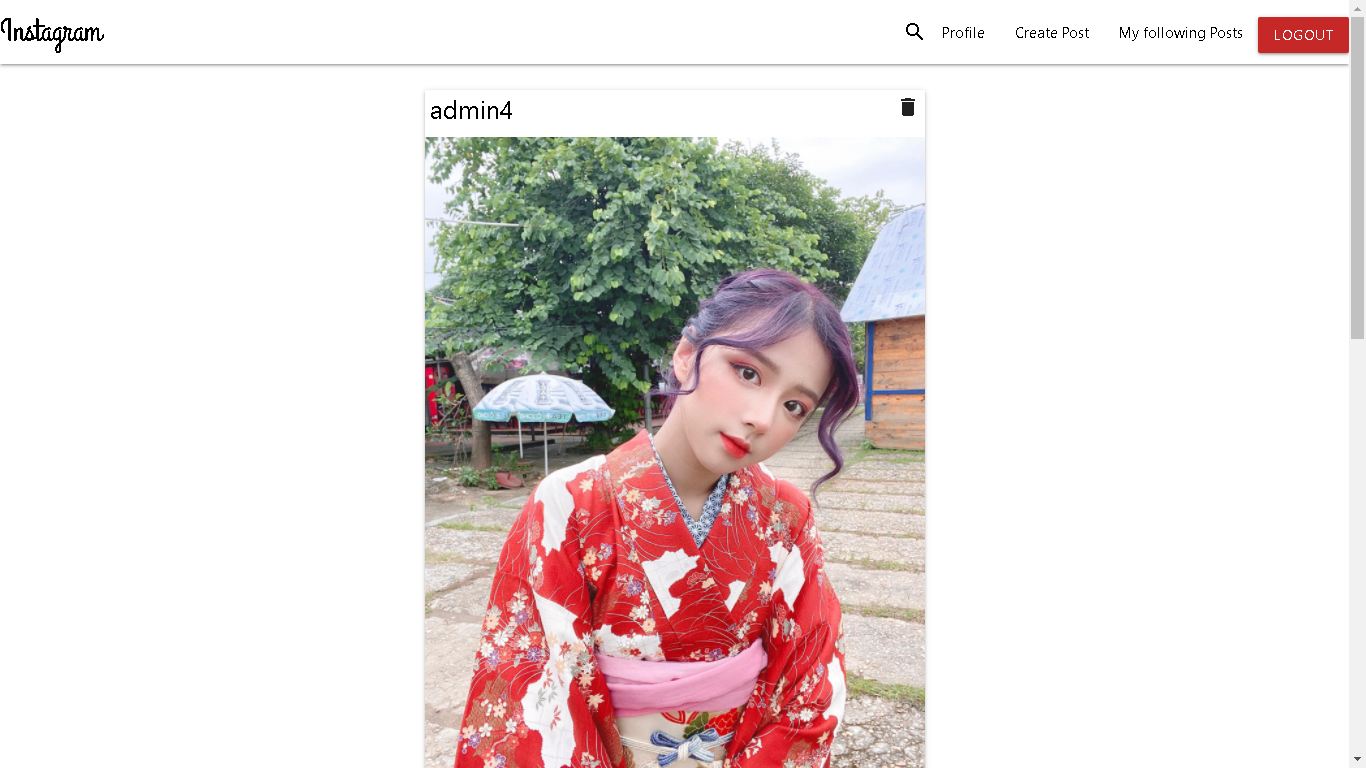 Instagram
Profile
Create Post
My following Posts
LOGOUT
admin4